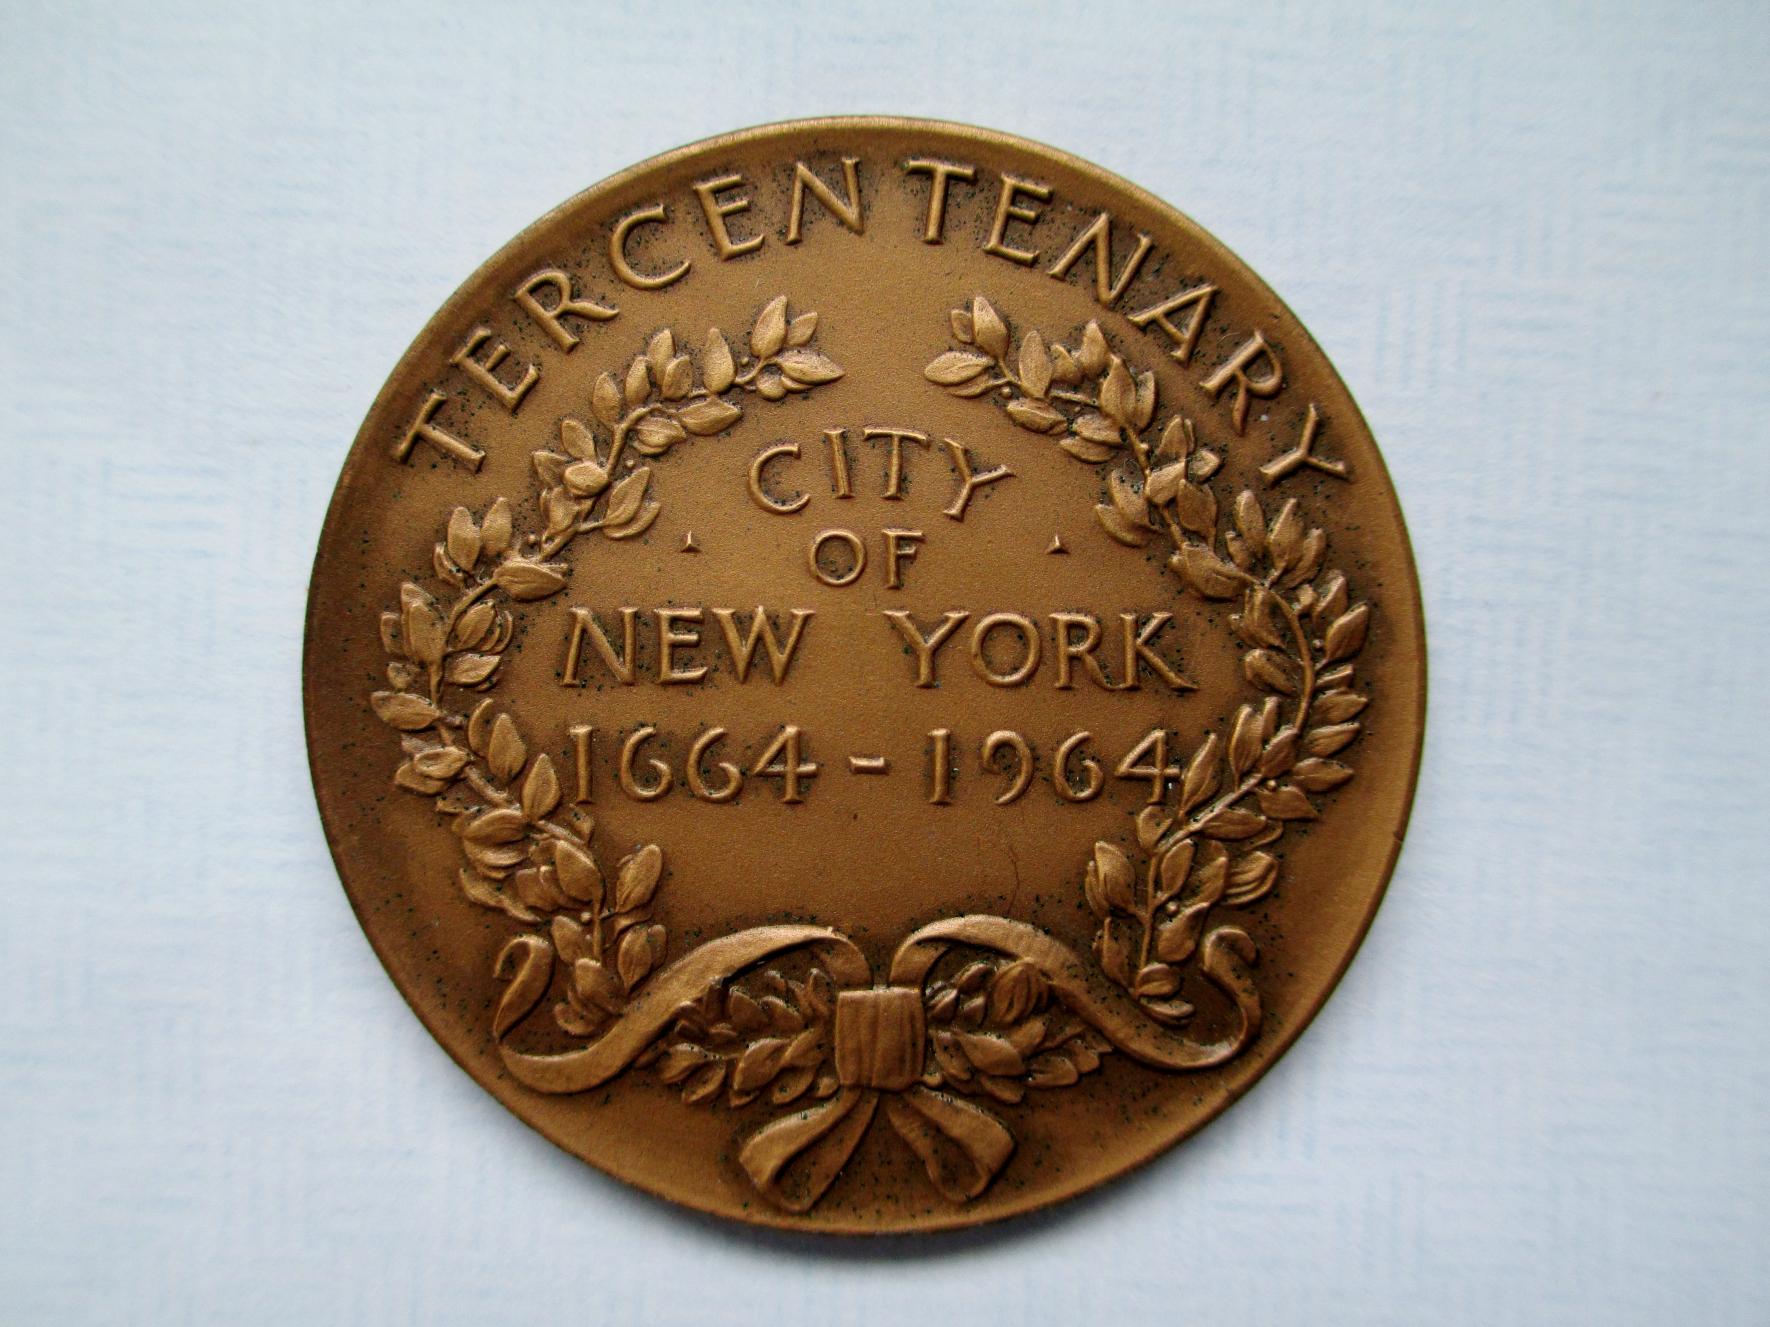 TERCENTENARY
CITY
OF
NEW YORK
1664-1964